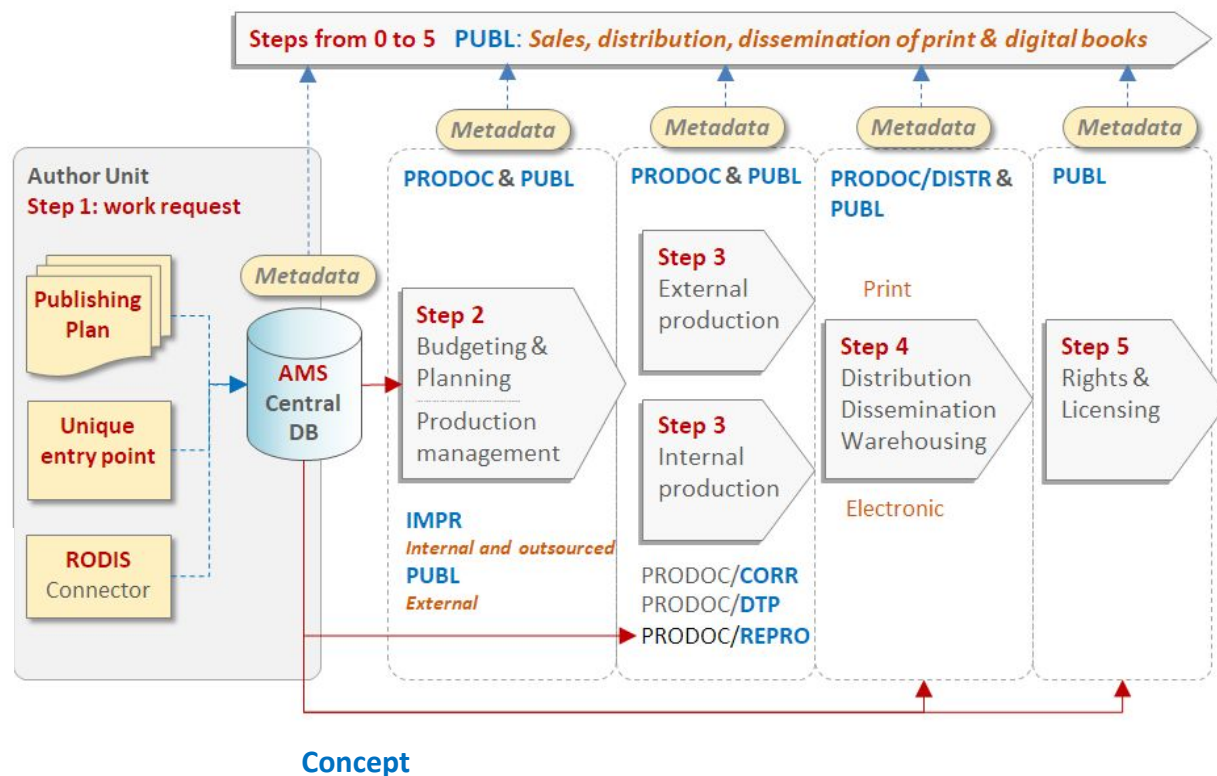 Steps from 0 to 5 PUBL: Sales, distribution, dissemination of print & digital books
Metadata
Metadata
Metadata
Metadata
Author Unit
Step 1: work request
Metadata
Publishing
Plan
Unique
entry point
RODIS
Connector
AMS
Central
DB
PRODOC & PUBL
Step 2
Budgeting &
Planning
Production
management
IMPR
Internal and outsourced
PUBL
External
PRODOC & PUBL
Step 3
External
production
Step 3
Internal
production
PRODOC/CORR
PRODOC/DTP
PRODOC/REPRO
PRODOC/DISTR &
PUBL
Print
Step 4
Distribution
Dissemination
Warehousing
Electronic
PUBL
Step 5
Rights &
Licensing
Concept